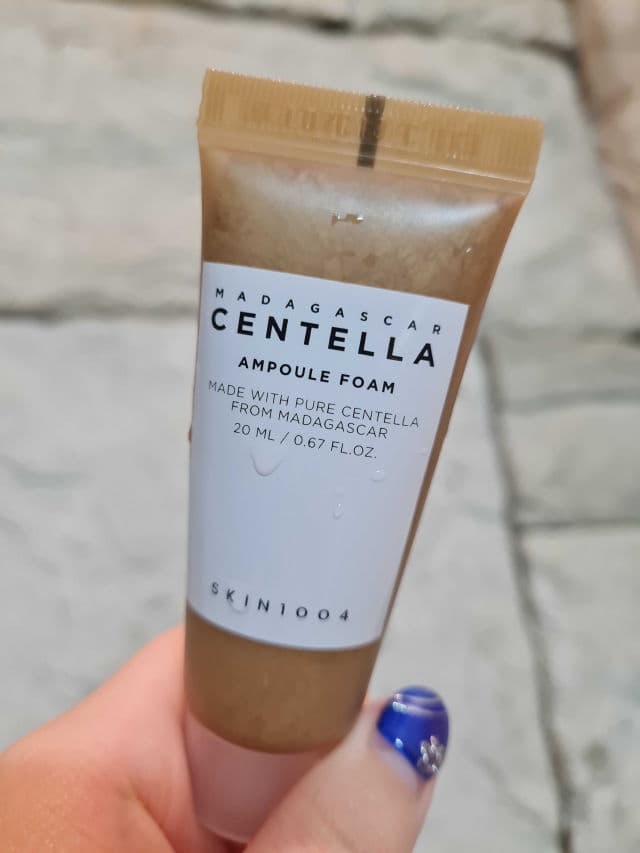 MADAGASCAR
CENTELLA
AMPOULE FOAM
MADE WITH PURE CENTELLA
FROM MADAGASCAR
20 ML / 0.67 FL.OZ.
SKIN1004